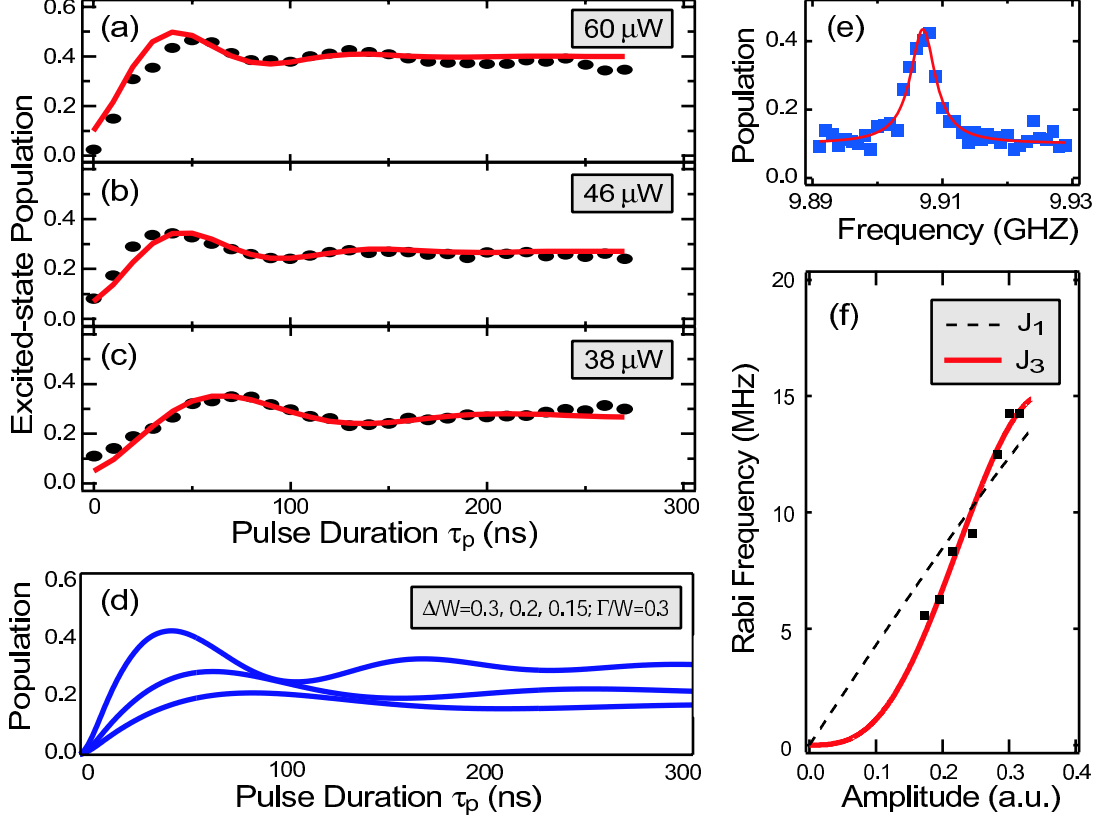 (a)
60 μW
0.6
0.4
0.2
0.0
(b)
46 μW
0.4
0.2
0.0
(c)
38 μW
0.4
0.2
0.0
0
100
200
300
Excited-state Population
Pulse Duration τp (ns)
(d)
Δ/W=0.3, 0.2, 0.15; Γ/W=0.3
0.6
0.4
0.2
0.0
Population
0
100
200
300
Pulse Duration τp (ns)
(e)
0.4
0.2
0.0
Population
9.89
9.91
9.93
Frequency (GHZ)
(f)
J1
J3
20
15
10
5
0
Rabi Frequency (MHz)
0.0
0.1
0.2
0.3
0.4
Amplitude (a.u.)